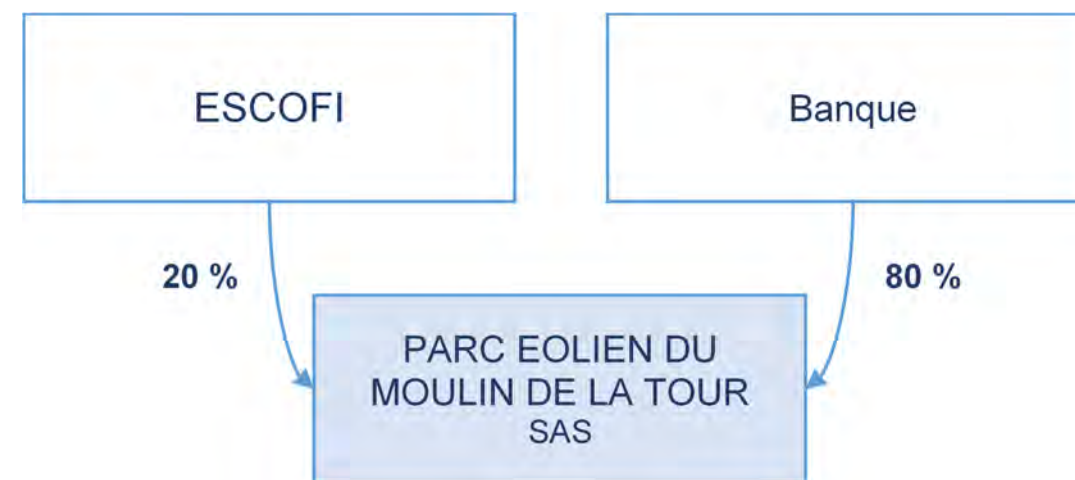 ESCOFI
Banque
20 %
80 %
PARC EOLIEN DU
MOULIN DE LA TOUR
SAS